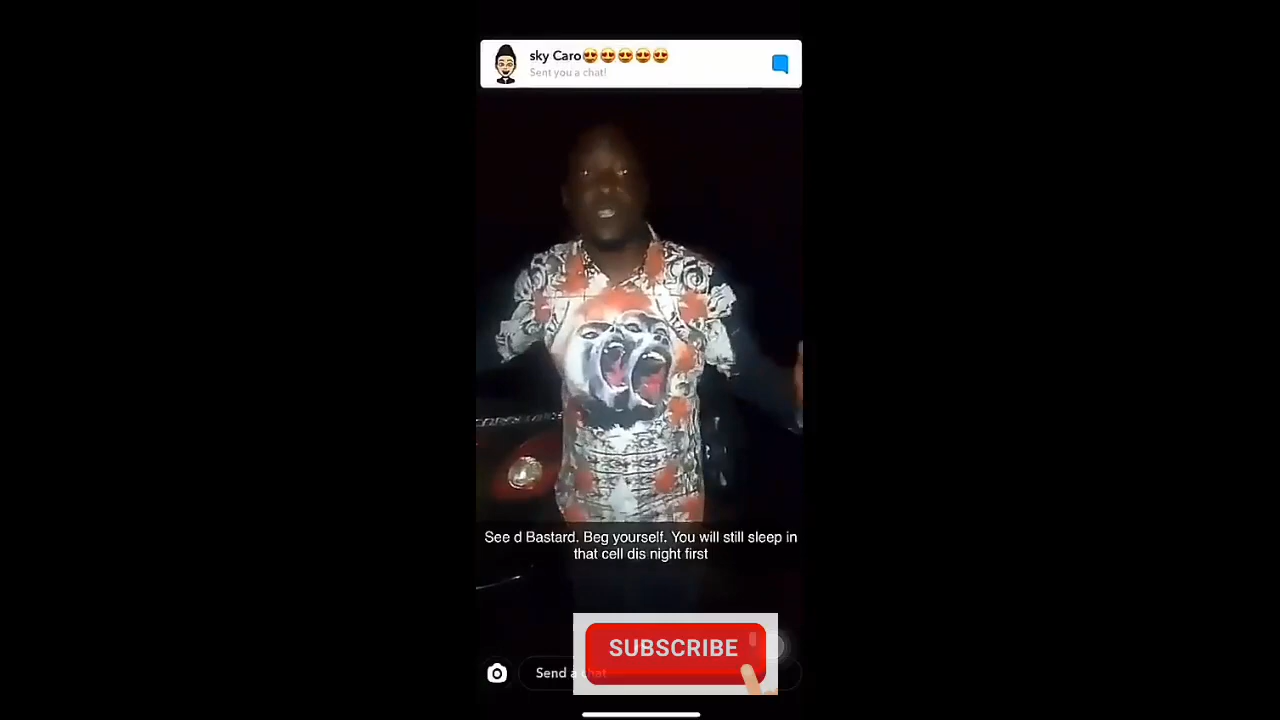 sky Caro😍😍😍😍😍
Sent you a chat!
See d Bastard. Beg yourself. You will still sleep in
that cell dis night first
SUBSCRIBE
Send a chat